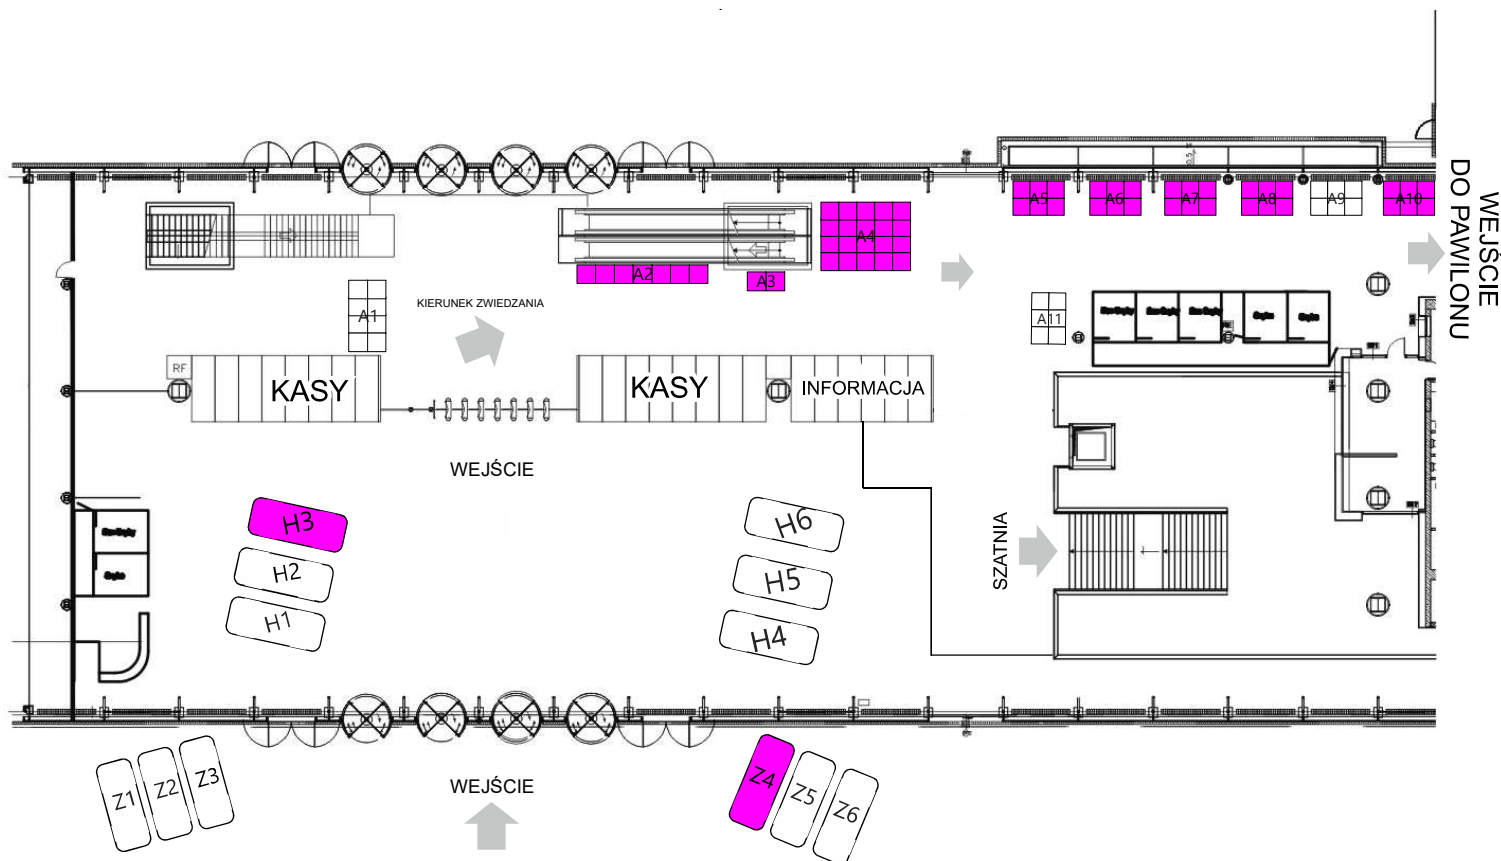 A5
A6
A7
A8
A9
A10
WEJŚCIE
DO PAWILONU
A4
A2
A3
A1
KIERUNEK ZWIEDZANIA
A11
RF
KASY
KASY
INFORMACJA
WEJŚCIE
H3
H2
H1
H6
H5
H4
SZATNIA
Z1
Z2
Z3
WEJŚCIE
Z4
Z5
Z6